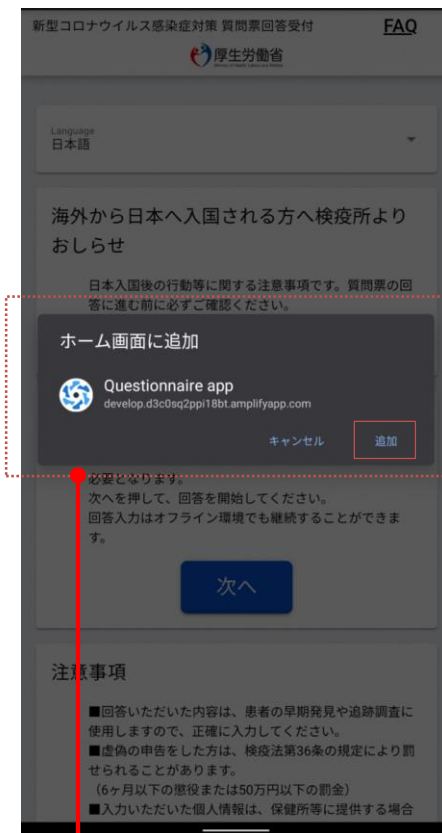 新型コロナウイルス感染症対策 質問票回答受付
FAQ
厚生労働省
Ministry of Health, Labour and Welfare
Language
日本語
海外から日本へ入国される方へ検疫所より
おしらせ
日本入国後の行動等に関する注意事項です。質問票の回
答に進む前に必ずご確認ください。
ホーム画面に追加
Questionnaire app
develop.d3c0sq2ppi18bt.amplifyapp.com
キャンセル
追加
必要となります。
次へを押して、回答を開始してください。
回答入力はオフライン環境でも継続することができま
す。
次へ
注意事項
■回答いただいた内容は、患者の早期発見や追跡調査に
使用しますので、正確に入力してください。
■虚偽の申告をした方は、検疫法第36条の規定により罰
せられることがあります。
(6ヶ月以下の懲役または50万円以下の罰金)
■入力いただいた個人情報は、保健所等に提供する場合